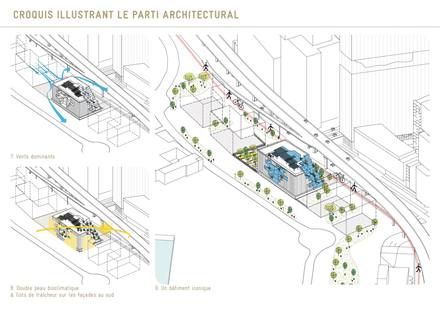 CROQUIS ILLUSTRANT LE PARTI ARCHITECTURAL
7. Vents dominants
8. Double peau bioclimatique
& îlots de fraîcheur sur les façades au sud
9. Un bâtiment iconique